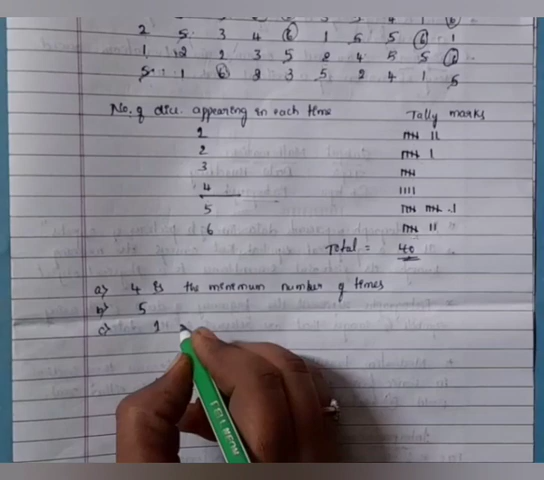 2 5 3 4 6 1 5 5 6 1
1 2 2 3 5 2 4 5 5 6
5 1 6 2 3 5 2 4 1 5
No. of dice appearing in each time Tally marks
1 𝍸 ||
2 𝍸 |
3 𝍸
4 ||||
5 𝍸 𝍸 |
6 𝍸 ||
Total = 40
a) 4 is the minimum number of times
b) 5
c) 1